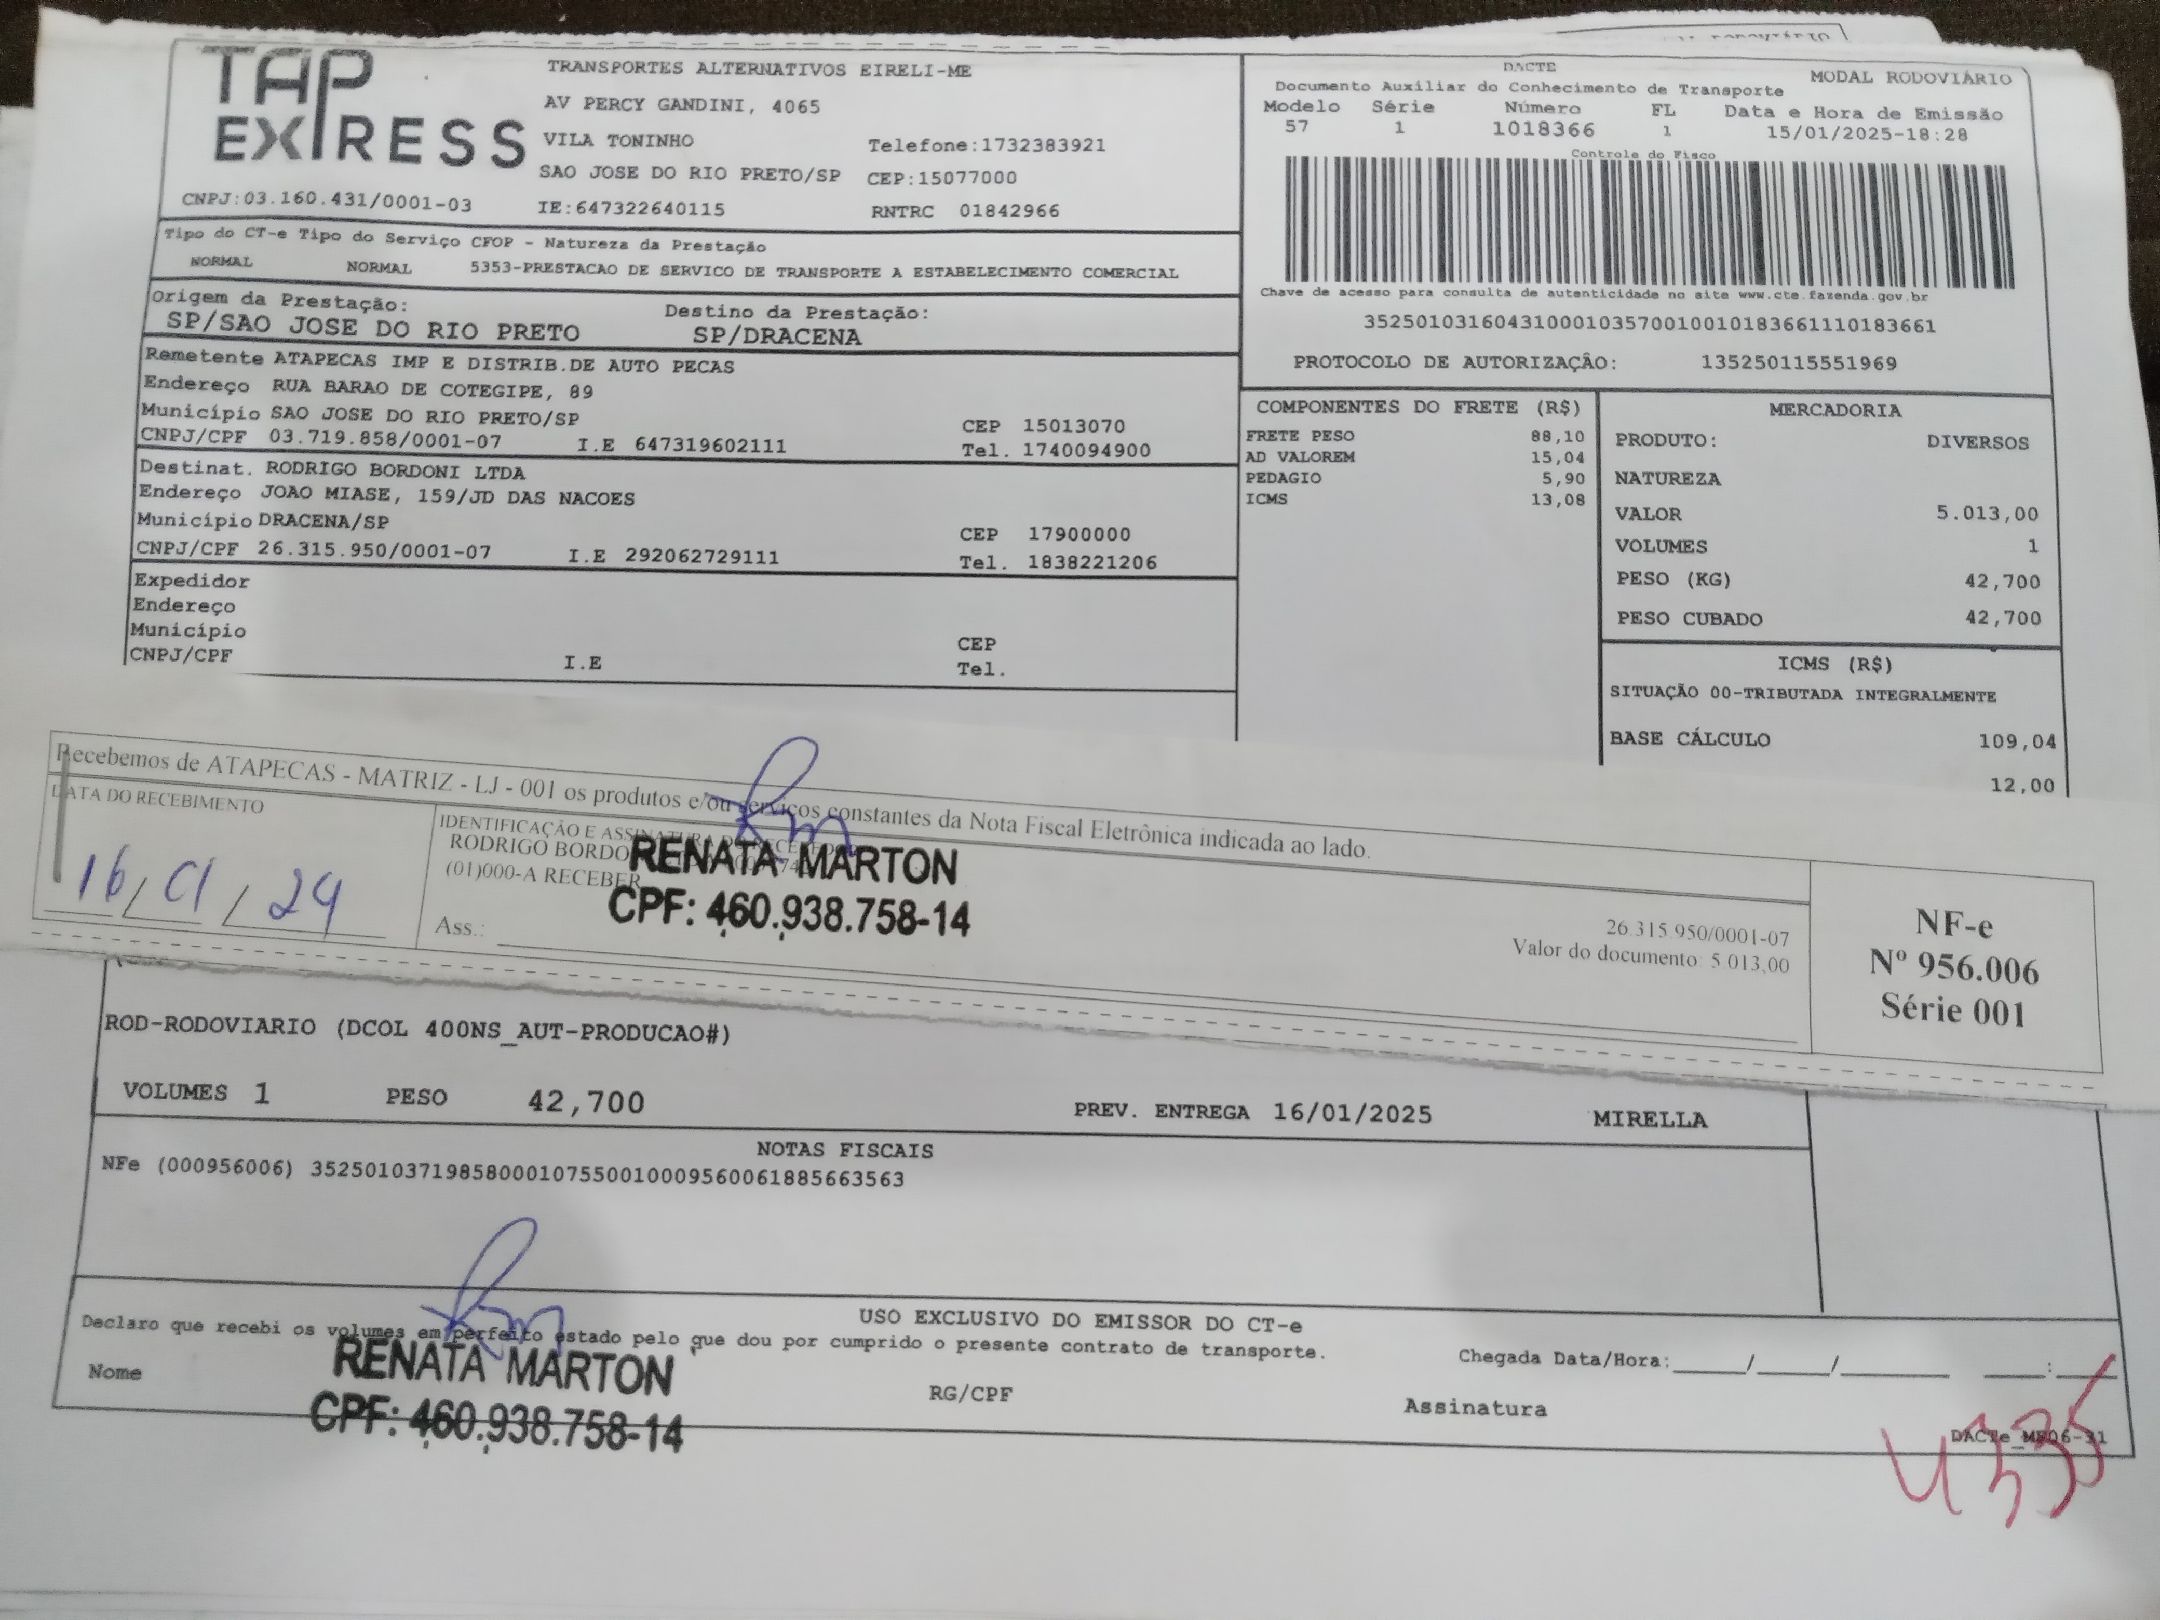 TAP EXPRESS
TRANSPORTES ALTERNATIVOS EIRELI-ME
AV PERCY GANDINI, 4065
VILA TONINHO Telefone:1732383921
SAO JOSE DO RIO PRETO/SP CEP:15077000
CNPJ:03.160.431/0001-03 IE:647322640115 RNTRC 01842966
DACTE MODAL RODOVIÁRIO
Documento Auxiliar do Conhecimento de Transporte
Modelo Série Número FL Data e Hora de Emissão
57 1 1018366 1 15/01/2025-18:28
Controle do Fisco
Chave de acesso para consulta de autenticidade no site www.cte.fazenda.gov.br
35250103160431000103570010010183661110183661
PROTOCOLO DE AUTORIZAÇÃO: 135250115551969
Tipo do CT-e Tipo do Serviço CFOP - Natureza da Prestação
NORMAL NORMAL 5353-PRESTACAO DE SERVICO DE TRANSPORTE A ESTABELECIMENTO COMERCIAL
Origem da Prestação: Destino da Prestação:
SP/SAO JOSE DO RIO PRETO SP/DRACENA
Remetente ATAPECAS IMP E DISTRIB.DE AUTO PECAS
Endereço RUA BARAO DE COTEGIPE, 89
Município SAO JOSE DO RIO PRETO/SP CEP 15013070
CNPJ/CPF 03.719.858/0001-07 I.E 647319602111 Tel. 1740094900
Destinat. RODRIGO BORDONI LTDA
Endereço JOAO MIASE, 159/JD DAS NACOES
Município DRACENA/SP CEP 17900000
CNPJ/CPF 26.315.950/0001-07 I.E 292062729111 Tel. 1838221206
Expedidor
Endereço
Município CEP
CNPJ/CPF I.E Tel.
COMPONENTES DO FRETE (R$)
FRETE PESO 88,10
AD VALOREM 15,04
PEDAGIO 5,90
ICMS 13,08
MERCADORIA
PRODUTO: DIVERSOS
NATUREZA
VALOR 5.013,00
VOLUMES 1
PESO (KG) 42,700
PESO CUBADO 42,700
ICMS (R$)
SITUAÇÃO 00-TRIBUTADA INTEGRALMENTE
BASE CÁLCULO 109,04
12,00
Recebemos de ATAPECAS - MATRIZ - LJ - 001 os produtos e/ou serviços constantes da Nota Fiscal Eletrônica indicada ao lado.
DATA DO RECEBIMENTO
16/01/24
IDENTIFICAÇÃO E ASSINATURA DO RECEBEDOR
RODRIGO BORDO
(01)000-A RECEBER
Ass.:
RENATA MARTON
CPF: 460.938.758-14
26.315.950/0001-07
Valor do documento: 5.013,00
NF-e
Nº 956.006
Série 001
ROD-RODOVIARIO (DCOL 400NS_AUT-PRODUCAO#)
VOLUMES 1 PESO 42,700 PREV. ENTREGA 16/01/2025 MIRELLA
NOTAS FISCAIS
NFe (000956006) 35250103719858000107550010009560061885663563
USO EXCLUSIVO DO EMISSOR DO CT-e
Declaro que recebi os volumes em perfeito estado pelo que dou por cumprido o presente contrato de transporte.
Chegada Data/Hora:____/____/______ ____:____
Nome RG/CPF Assinatura
RENATA MARTON
CPF: 460.938.758-14